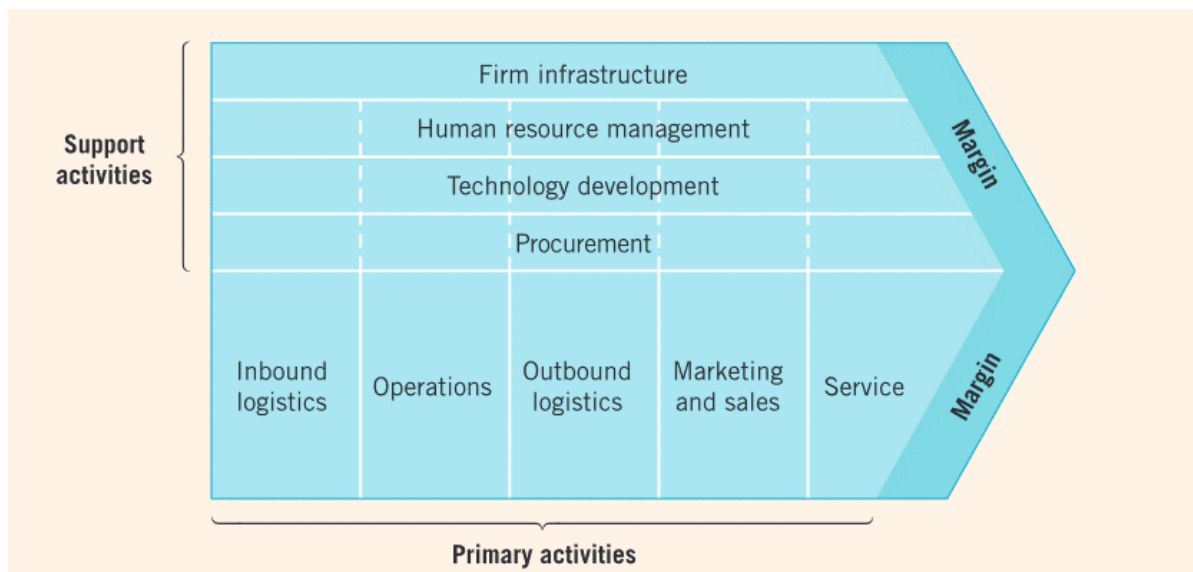 Firm infrastructure
Human resource management
Technology development
Procurement
Support
activities
Margin
Inbound
logistics
Operations
Outbound
logistics
Marketing
and sales
Service
Margin
Primary activities